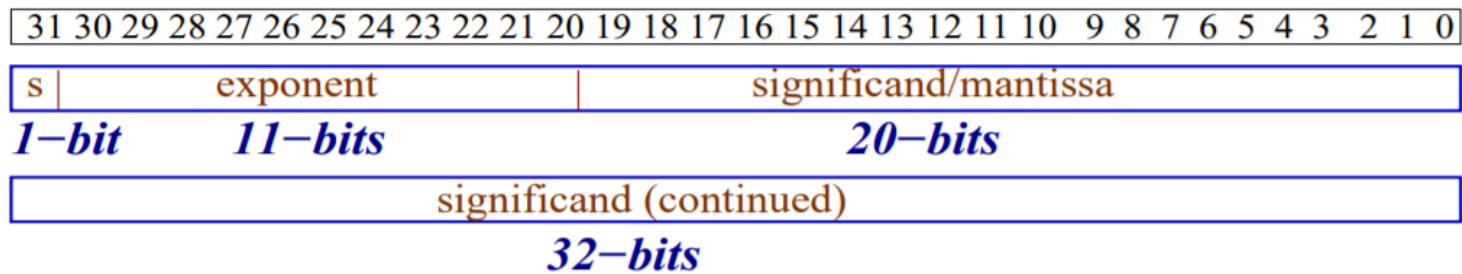 31 30 29 28 27 26 25 24 23 22 21 20 19 18 17 16 15 14 13 12 11 10 9 8 7 6 5 4 3 2 1 0
s exponent significand/mantissa
1-bit 11-bits 20-bits
significand (continued)
32-bits